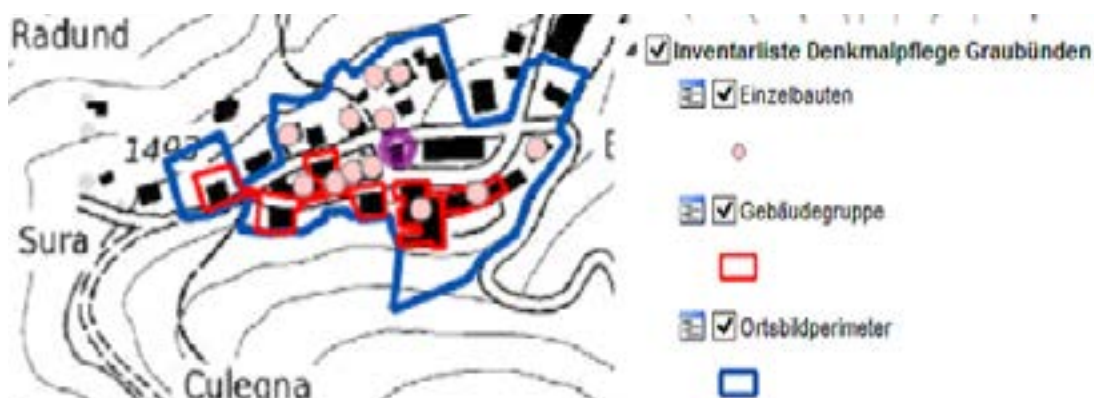 Radund
1493
Sura
Culegna
E
Inventarliste Denkmalpflege Graubünden
Einzelbauten
Gebäudegruppe
Ortsbildperimeter